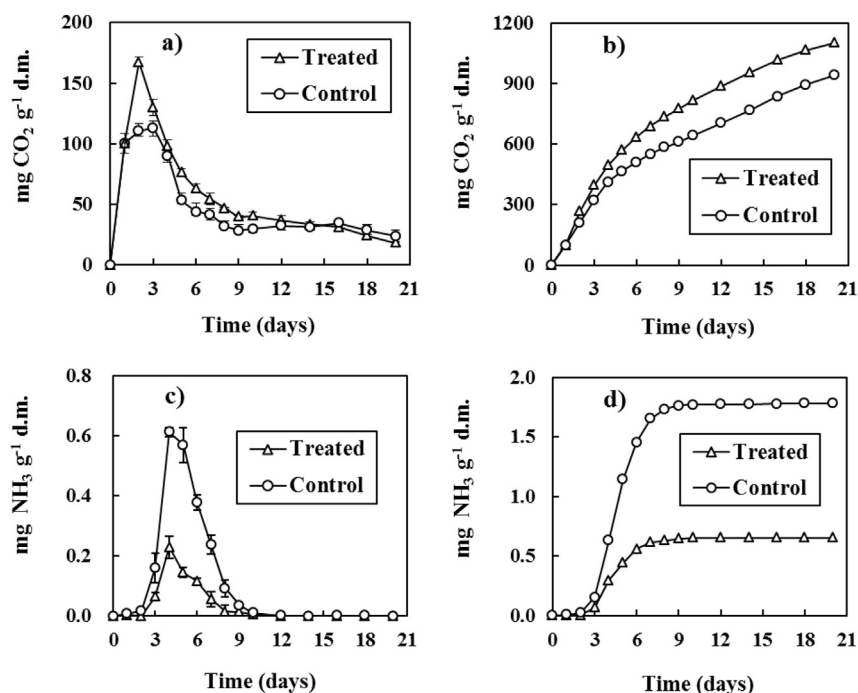 a)
mg CO₂ g⁻¹ d.m.
200
150
100
50
0
Treated
Control
0 3 6 9 12 15 18 21
Time (days)
b)
mg CO₂ g⁻¹ d.m.
1200
900
600
300
0
Treated
Control
0 3 6 9 12 15 18 21
Time (days)
c)
mg NH₃ g⁻¹ d.m.
0.8
0.6
0.4
0.2
0.0
Treated
Control
0 3 6 9 12 15 18 21
Time (days)
d)
mg NH₃ g⁻¹ d.m.
2.0
1.5
1.0
0.5
0.0
Treated
Control
0 3 6 9 12 15 18 21
Time (days)